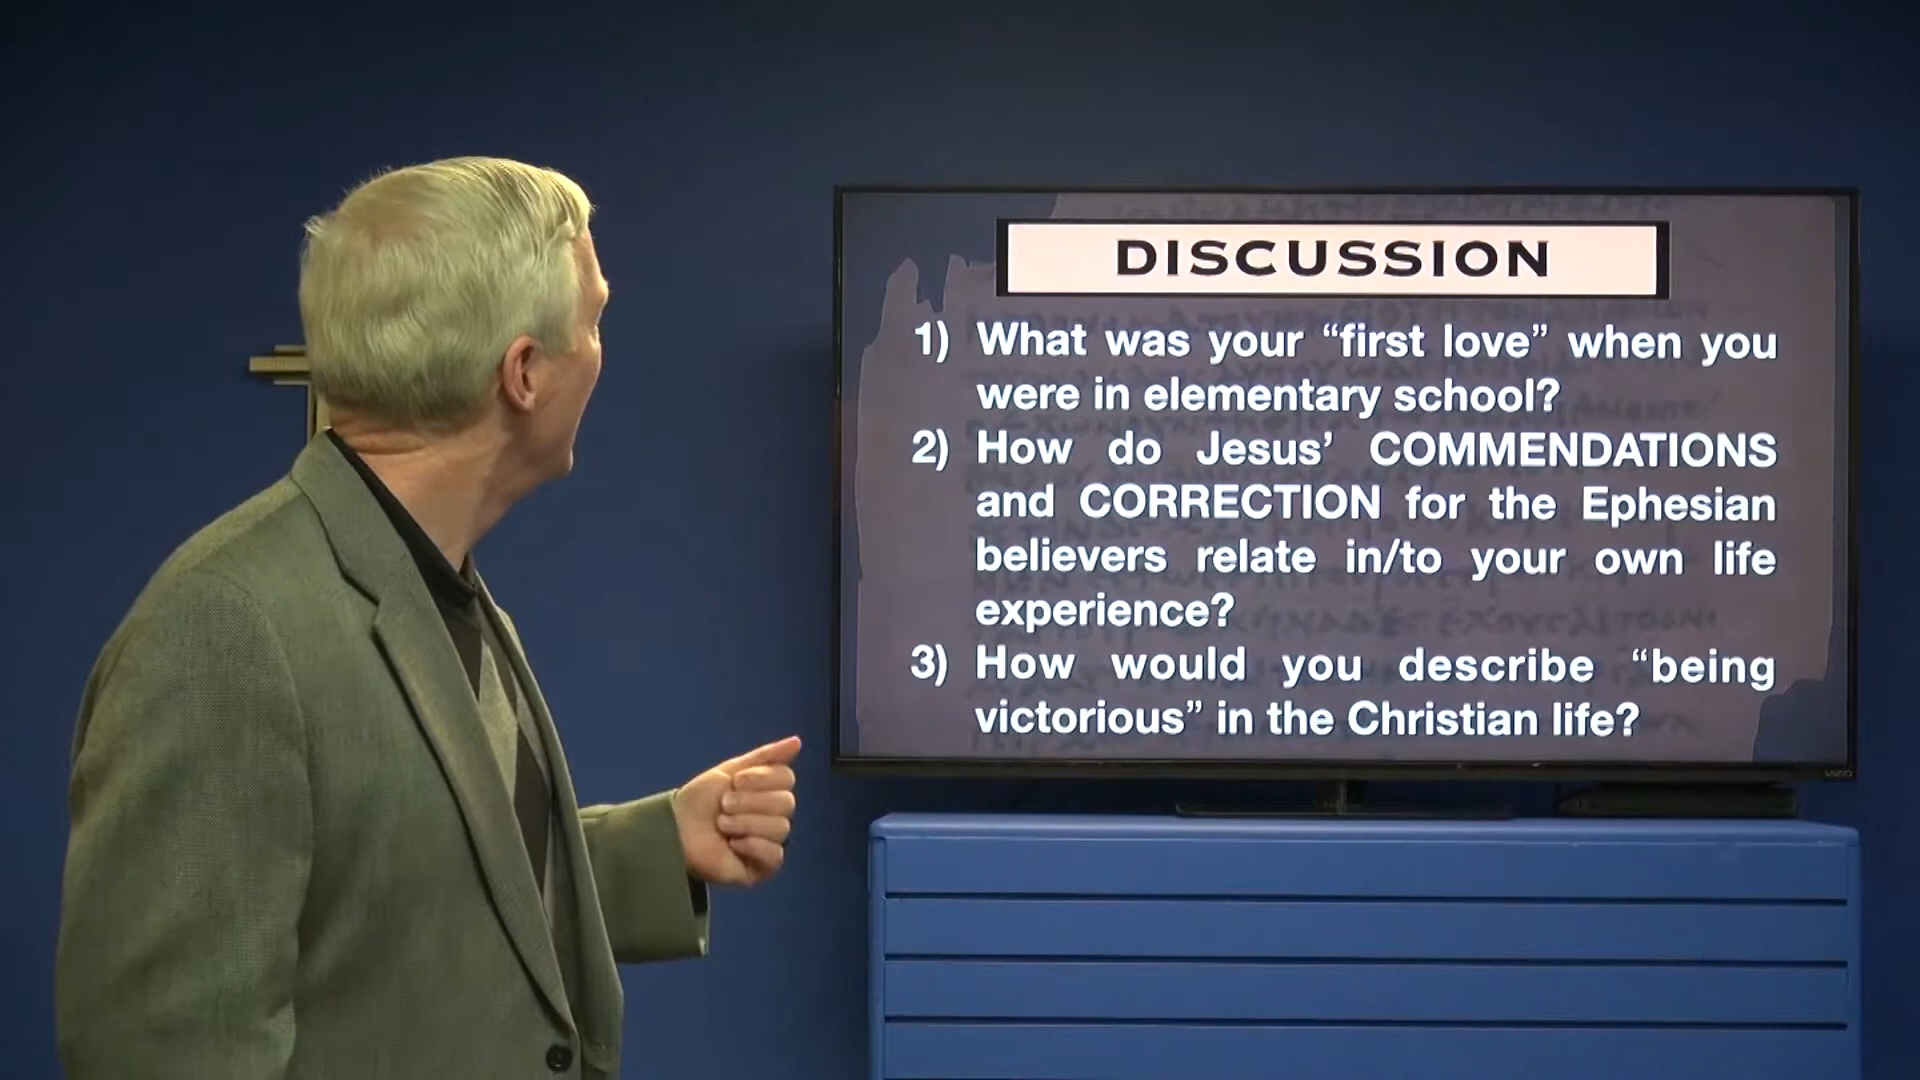 DISCUSSION
1) What was your “first love” when you
were in elementary school?
2) How do Jesus’ COMMENDATIONS
and CORRECTION for the Ephesian
believers relate in/to your own life
experience?
3) How would you describe “being
victorious” in the Christian life?
VIZIO